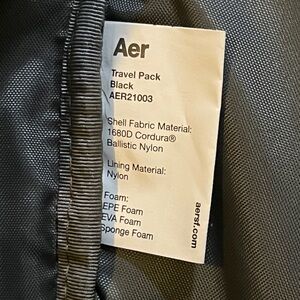 Aer
Travel Pack
Black
AER21003
Shell Fabric Material:
1680D Cordura®
Ballistic Nylon
Lining Material:
Nylon
Foam:
EPE Foam
EVA Foam
Sponge Foam
aersf.com